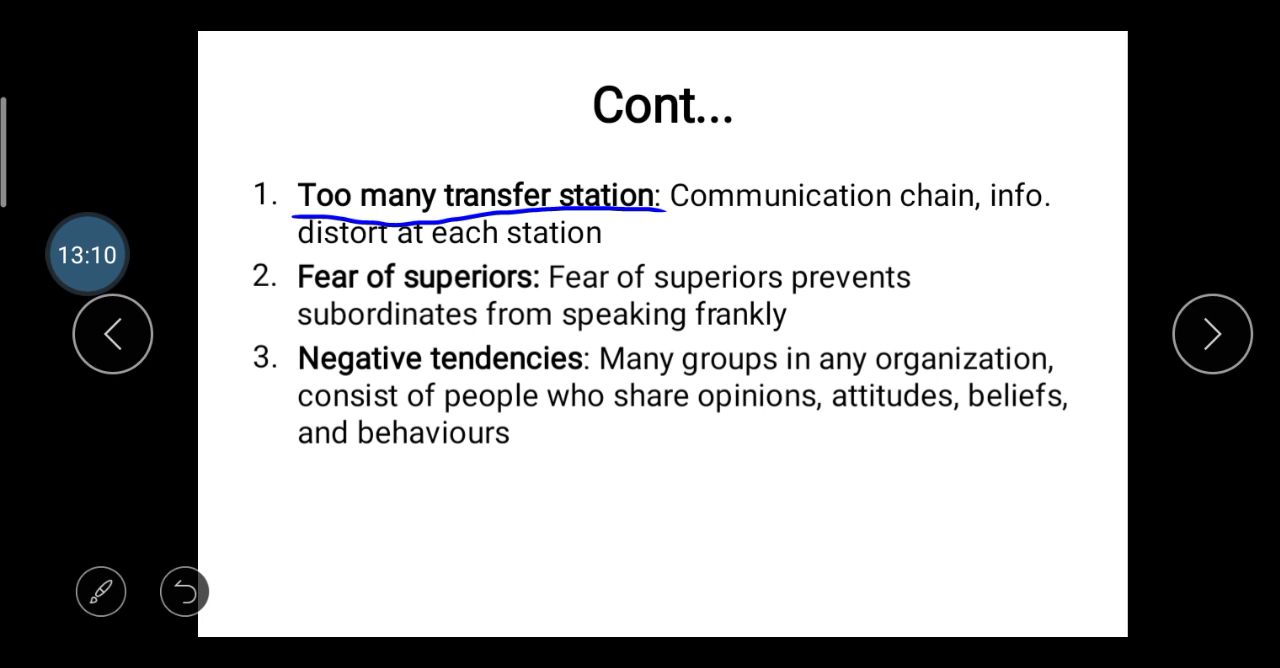 Cont...
1. Too many transfer station: Communication chain, info.
distort at each station
13:10
2. Fear of superiors: Fear of superiors prevents
subordinates from speaking frankly
3. Negative tendencies: Many groups in any organization,
consist of people who share opinions, attitudes, beliefs,
and behaviours